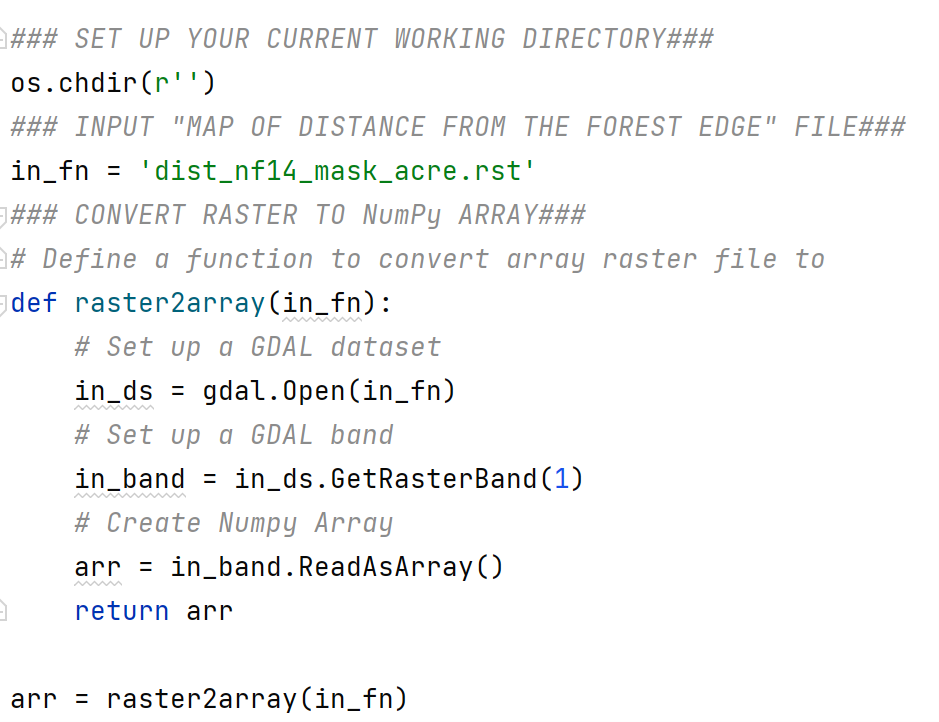 ### SET UP YOUR CURRENT WORKING DIRECTORY###
os.chdir(r'')
### INPUT "MAP OF DISTANCE FROM THE FOREST EDGE" FILE###
in_fn = 'dist_nf14_mask_acre.rst'
### CONVERT RASTER TO NumPy ARRAY###
# Define a function to convert array raster file to
def raster2array(in_fn):
    # Set up a GDAL dataset
    in_ds = gdal.Open(in_fn)
    # Set up a GDAL band
    in_band = in_ds.GetRasterBand(1)
    # Create Numpy Array
    arr = in_band.ReadAsArray()
    return arr

arr = raster2array(in_fn)